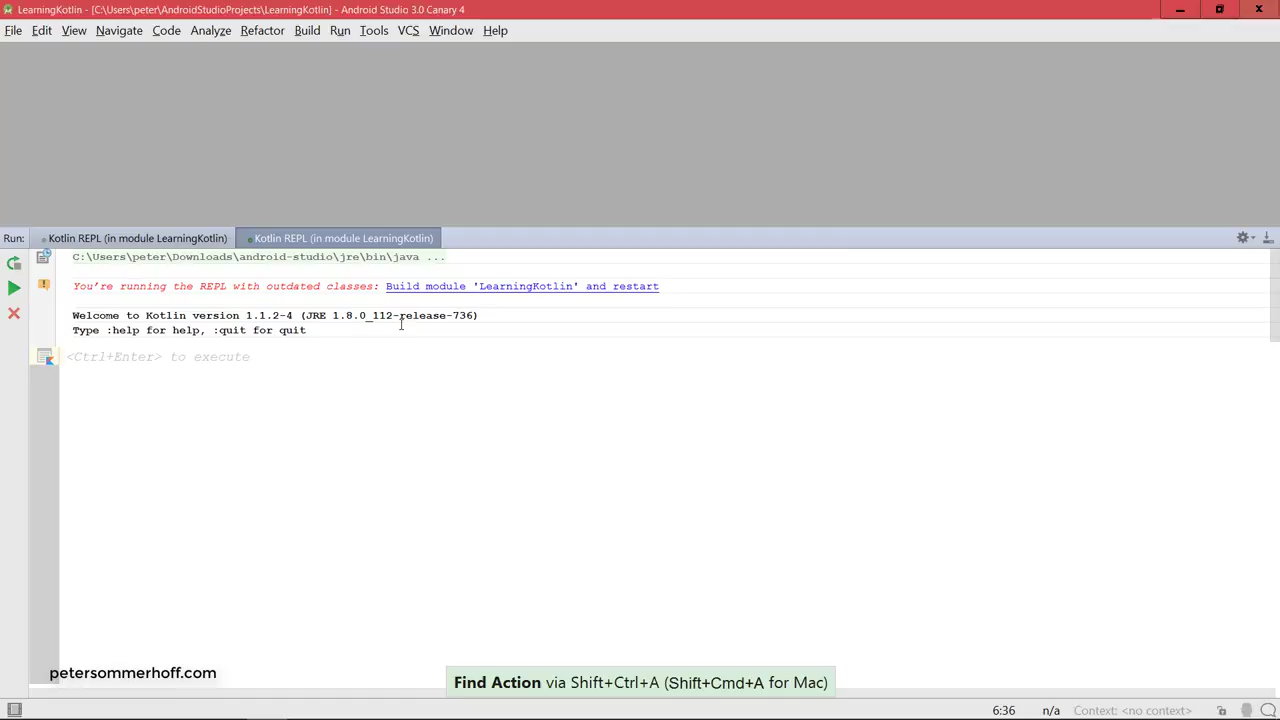 LearningKotlin - [C:\Users\peter\AndroidStudioProjects\LearningKotlin] - Android Studio 3.0 Canary 4
File Edit View Navigate Code Analyze Refactor Build Run Tools VCS Window Help
Run: Kotlin REPL (in module LearningKotlin) Kotlin REPL (in module LearningKotlin)
C:\Users\peter\Downloads\android-studio\jre\bin\java ...
You're running the REPL with outdated classes: Build module 'LearningKotlin' and restart
Welcome to Kotlin version 1.1.2-4 (JRE 1.8.0_112-release-736)
Type :help for help, :quit for quit
<Ctrl+Enter> to execute
petersommerhoff.com
Find Action via Shift+Ctrl+A (Shift+Cmd+A for Mac)
6:36 n/a Context: <no context>